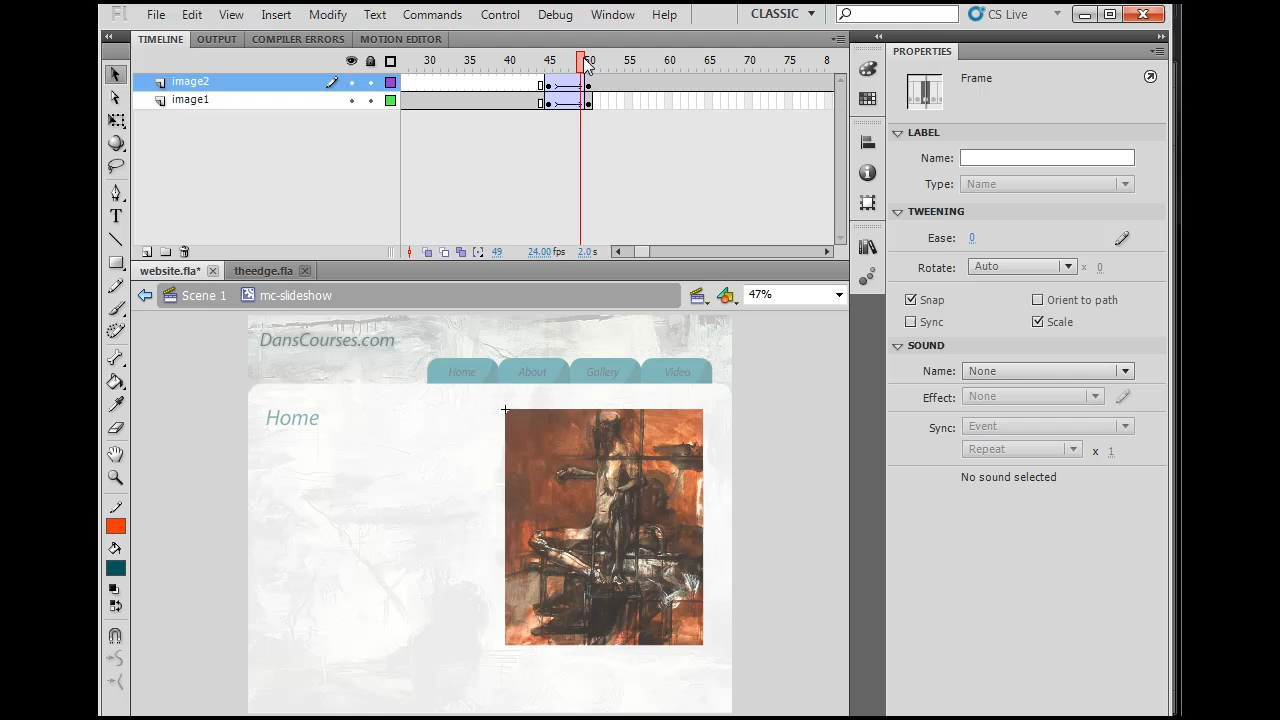 Fl File Edit View Insert Modify Text Commands Control Debug Window Help CLASSIC CS Live
TIMELINE OUTPUT COMPILER ERRORS MOTION EDITOR
30 35 40 45 50 55 60 65 70 75 8
image2
image1
49 24.00 fps 2.0 s
website.fla* theedge.fla
Scene 1 mc-slideshow 47%
DansCourses.com
Home About Gallery Video
Home
PROPERTIES
Frame
LABEL
Name:
Type: Name
TWEENING
Ease: 0
Rotate: Auto x 0
Snap Orient to path
Sync Scale
SOUND
Name: None
Effect: None
Sync: Event
Repeat x 1
No sound selected